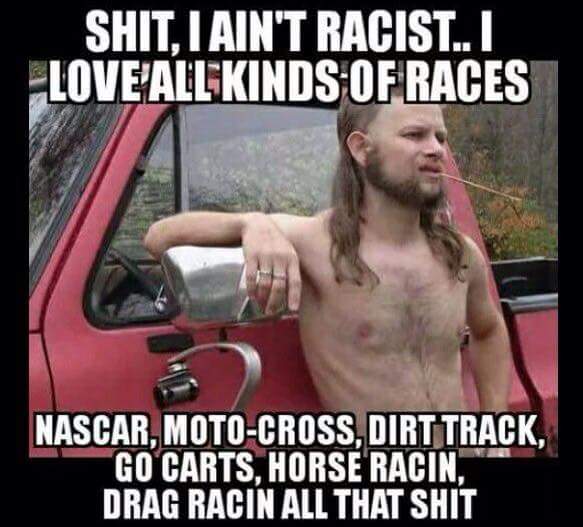 SHIT, I AIN'T RACIST.. I
LOVE ALL KINDS OF RACES
NASCAR, MOTO-CROSS, DIRT TRACK,
GO CARTS, HORSE RACIN,
DRAG RACIN ALL THAT SHIT